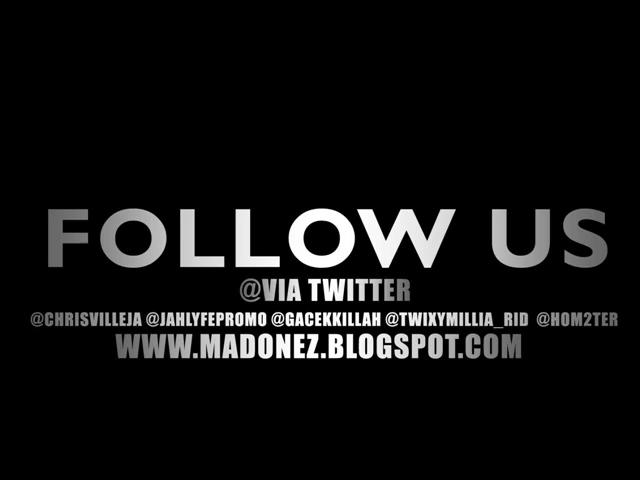 FOLLOW US
@VIA TWITTER
@CHRISVILLEJA @JAHLYFEPROMO @GACEKKILLAH @TWIXYMILLIA_RID @HOM2TER
WWW.MADONEZ.BLOGSPOT.COM